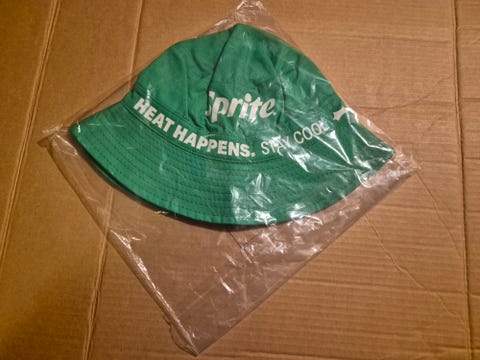 Sprite
HEAT HAPPENS. STAY COOL